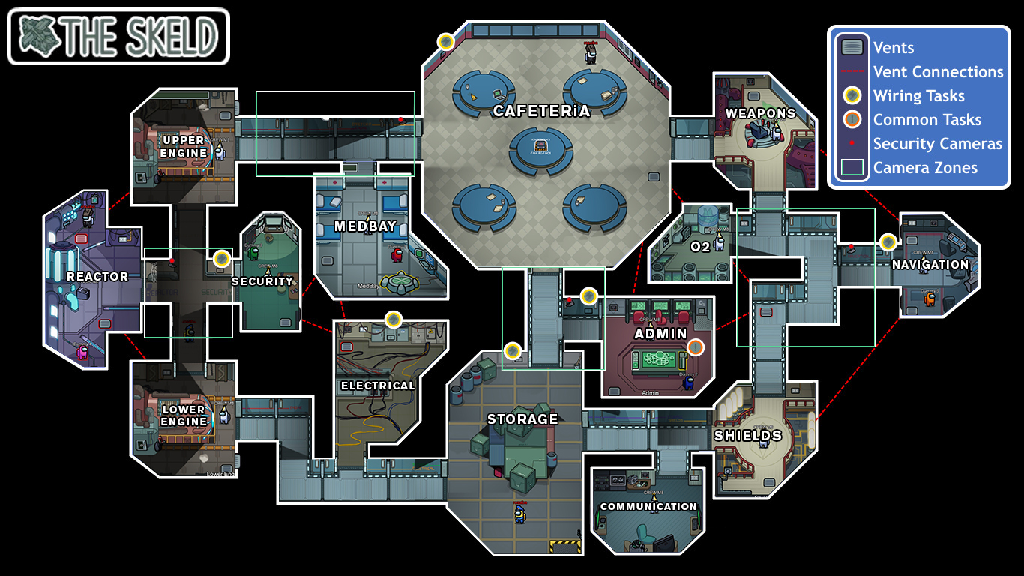 THE SKELD
Vents
Vent Connections
Wiring Tasks
Common Tasks
Security Cameras
Camera Zones
CAFETERiA
WEAPONS
UPPER
ENGINE
MEDBAY
O2
REACTOR
SECURITY
NAVIGATION
ADMIN
ELECTRICAL
LOWER
ENGINE
STORAGE
SHIELDS
COMMUNICATION
Admin